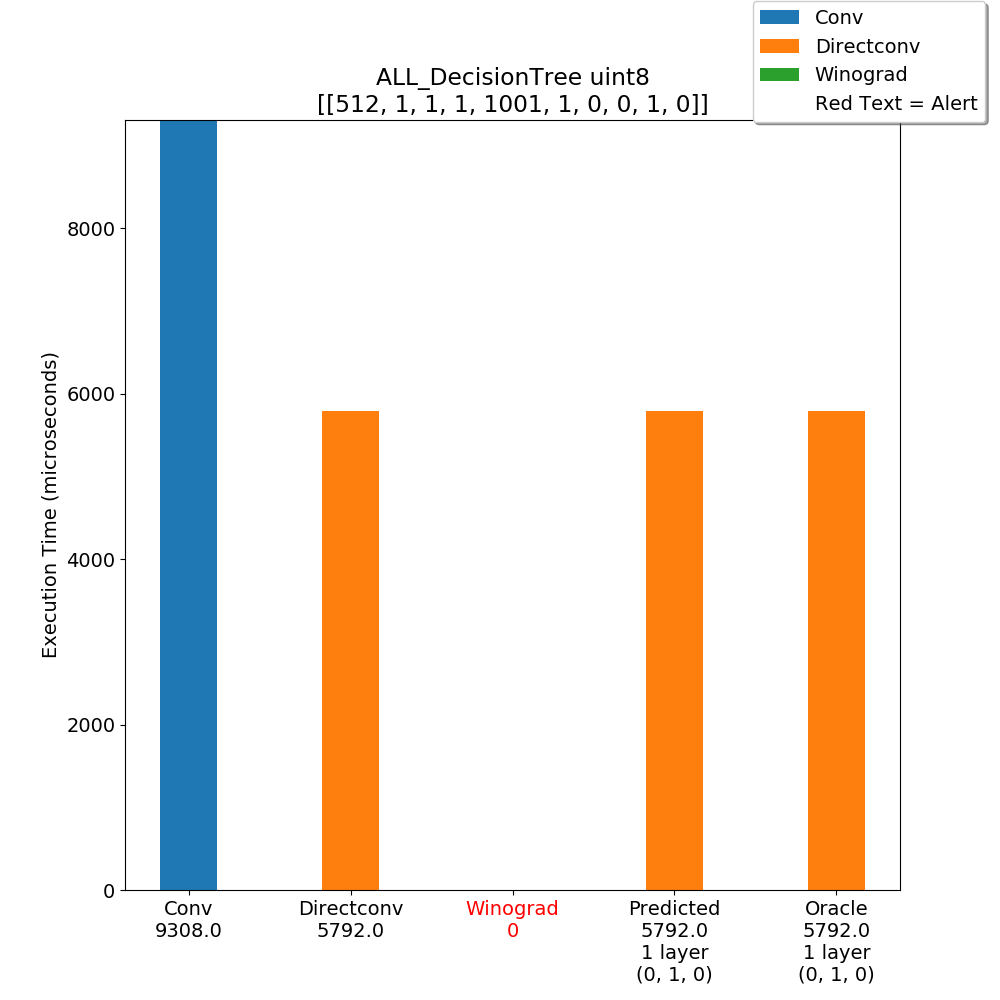 Conv
Directconv
Winograd
Red Text = Alert
ALL_DecisionTree uint8
[[512, 1, 1, 1, 1001, 1, 0, 0, 1, 0]]
Execution Time (microseconds)
8000
6000
4000
2000
0
Conv
9308.0
Directconv
5792.0
Winograd
0
Predicted
5792.0
1 layer
(0, 1, 0)
Oracle
5792.0
1 layer
(0, 1, 0)